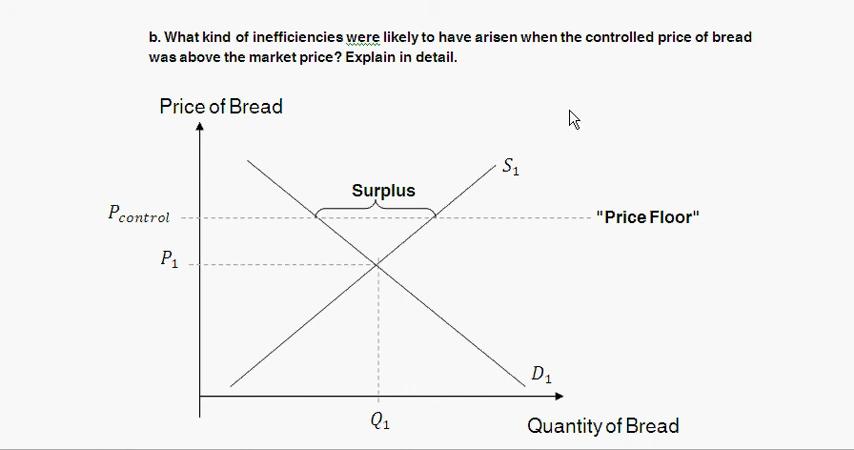 b. What kind of inefficiencies were likely to have arisen when the controlled price of bread
was above the market price? Explain in detail.
Price of Bread
S1
Surplus
Pcontrol
"Price Floor"
P1
D1
Q1
Quantity of Bread